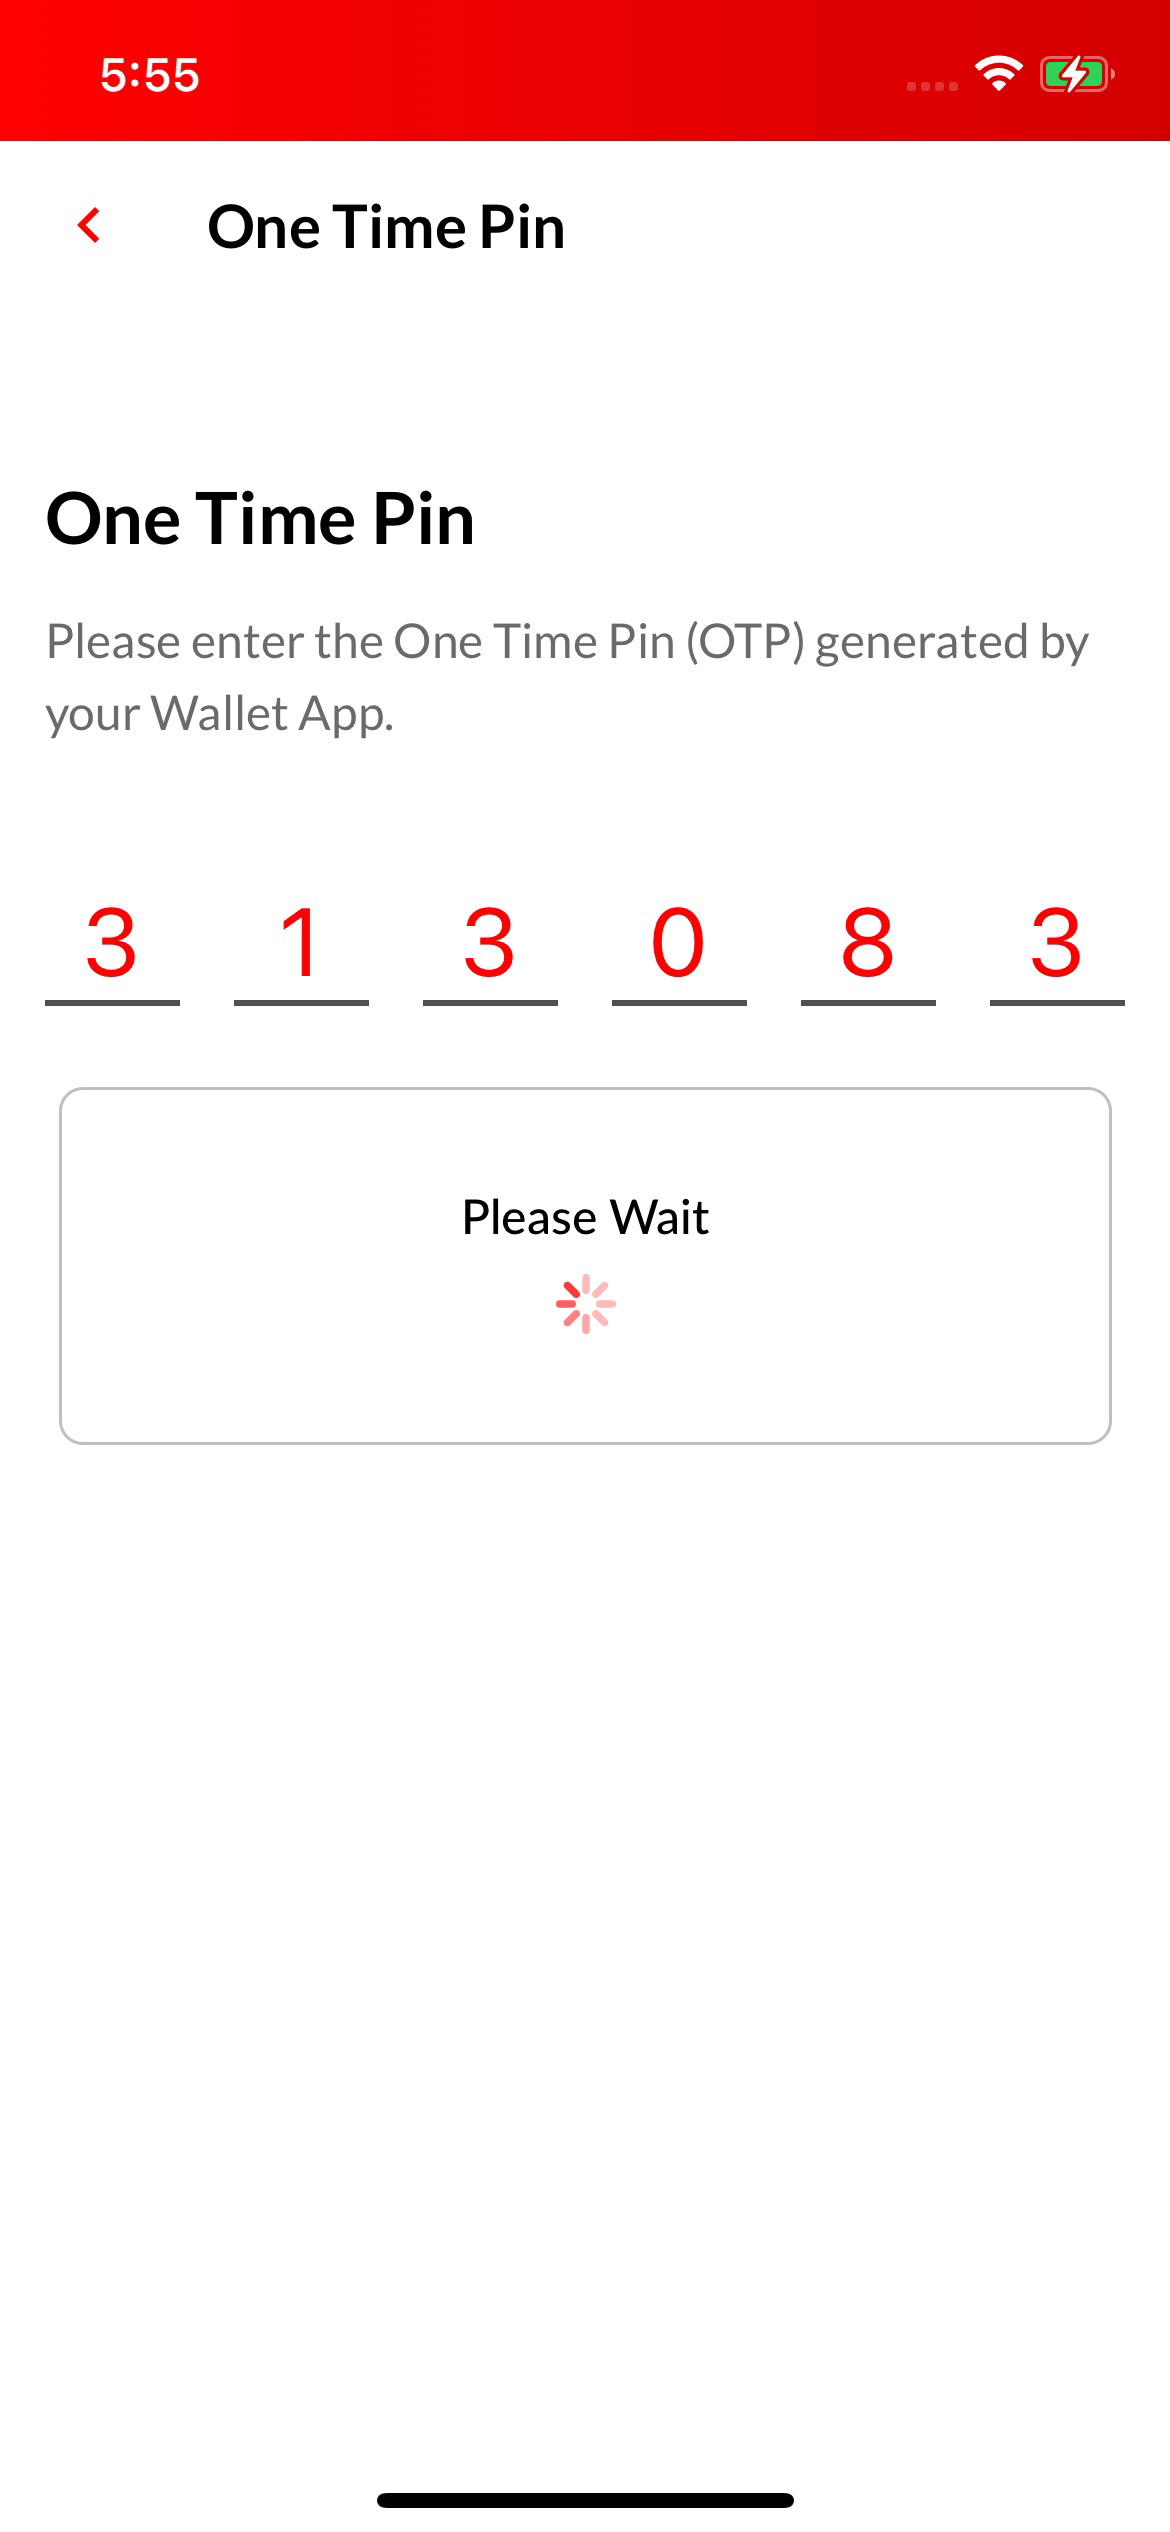 5:55
One Time Pin
One Time Pin
Please enter the One Time Pin (OTP) generated by
your Wallet App.
3 1 3 0 8 3
Please Wait